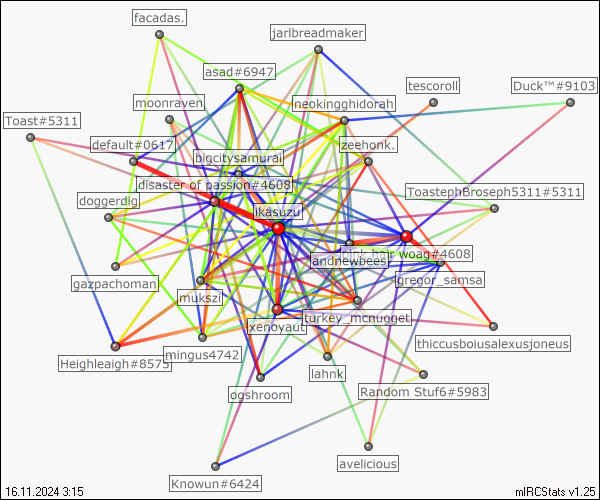 facadas.
jarlbreadmaker
asad#6947
tescoroll
Duck™#9103
moonraven
neokingghidorah
Toast#5311
default#0617
zeehonk.
bigcitysamurai
disaster of passion#4608
ToastephBroseph5311#5311
doggerdig
ikasuzu
hair woag#4608
andnewbees
gregor_samsa
gazpachoman
mukszi
turkey_mcnugget
xenoyaut
thiccusboiusalexusjoneus
mingus4742
Heighleaigh#8575
lahnk
ogshroom
Random Stuf6#5983
avelicious
Knowun#6424
16.11.2024 3:15
mIRCStats v1.25